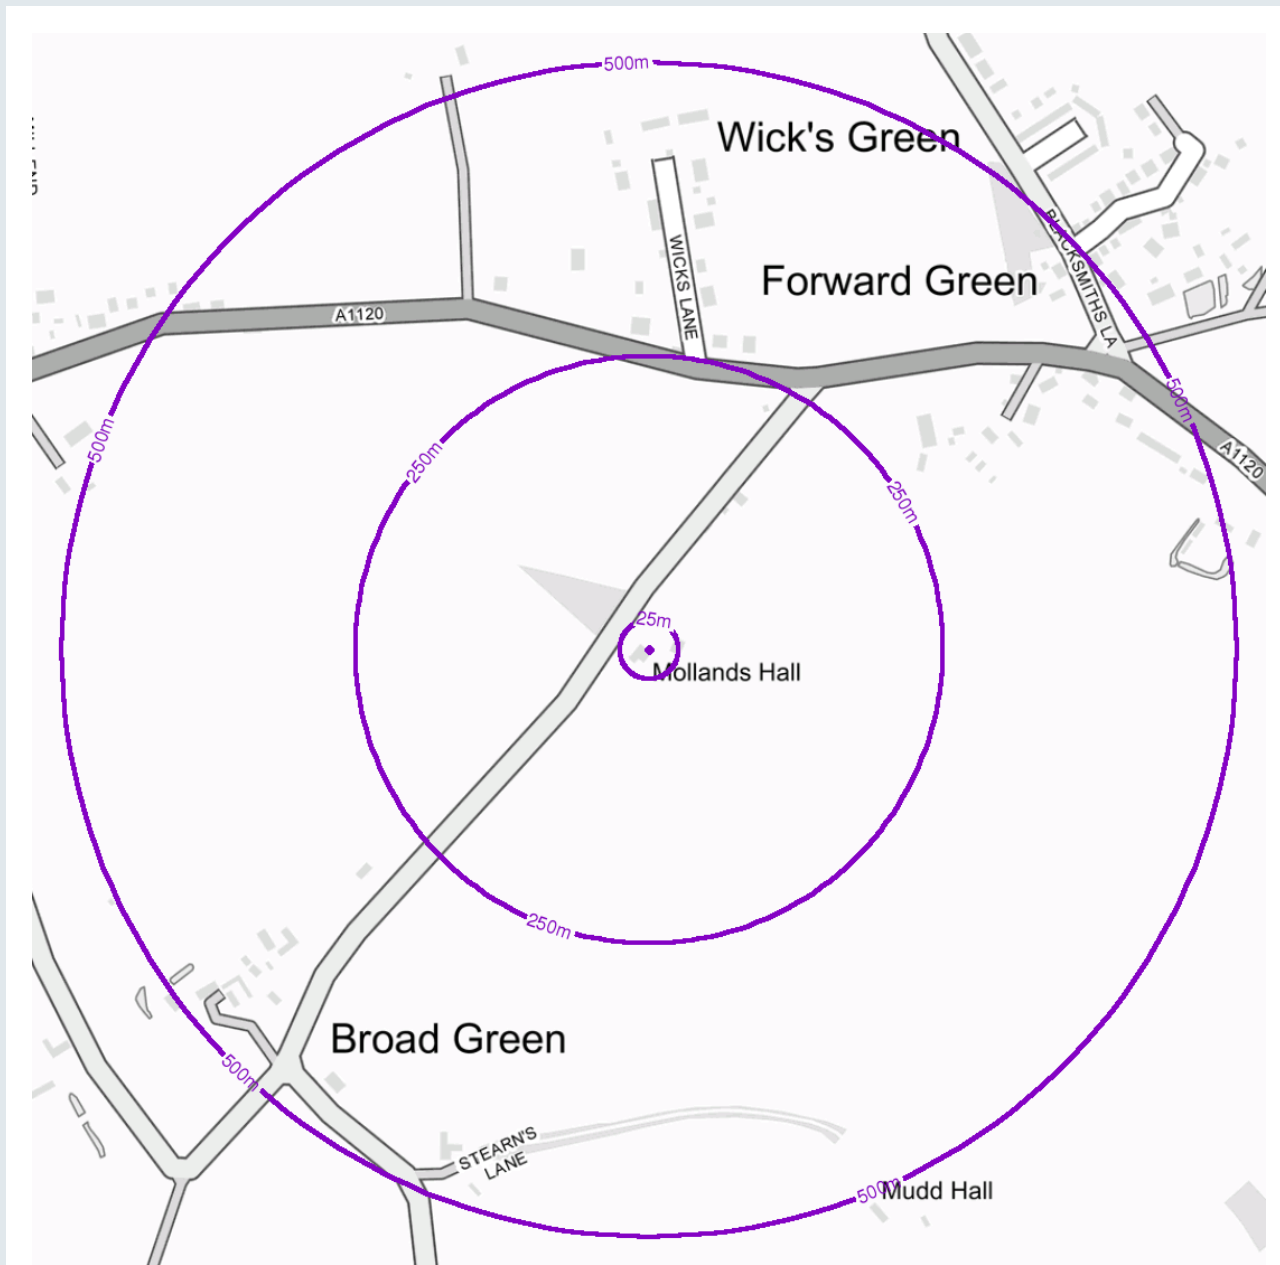 500m
Wick's Green
BLACKSMITHS LA
WICKS LANE
Forward Green
A1120
500m
500m
250m
A1120
250m
25m
Mollands Hall
250m
Broad Green
500m
STEARN'S
LANE
500m
Mudd Hall